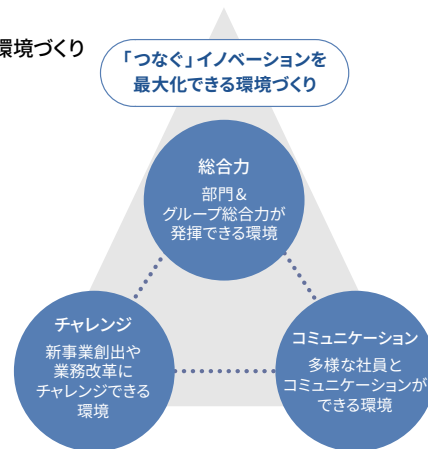 環境づくり
「つなぐ」イノベーションを
最大化できる環境づくり
総合力
部門＆
グループ総合力が
発揮できる環境
チャレンジ
新事業創出や
業務改革に
チャレンジできる
環境
コミュニケーション
多様な社員と
コミュニケーションが
できる環境